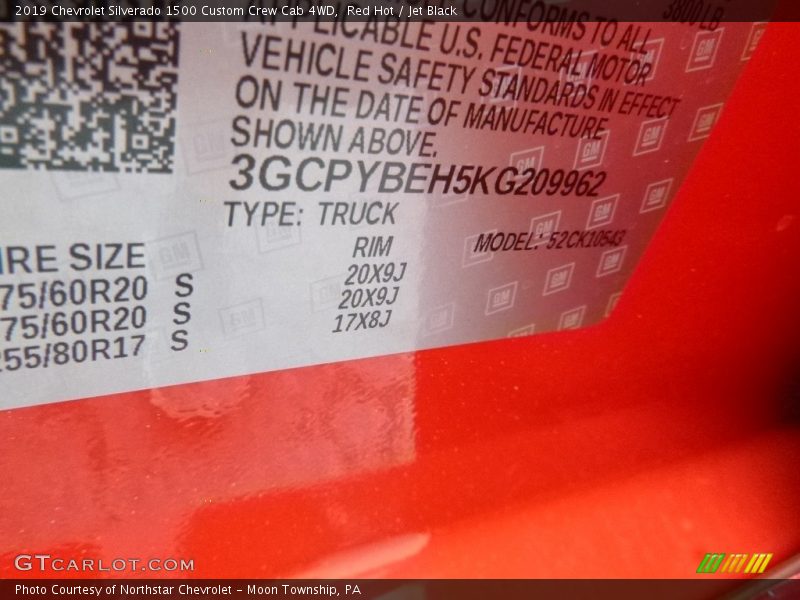 2019 Chevrolet Silverado 1500 Custom Crew Cab 4WD, Red Hot / Jet Black
3800LB
CONFORMS TO ALL
APPLICABLE U.S. FEDERAL MOTOR
VEHICLE SAFETY STANDARDS IN EFFECT
ON THE DATE OF MANUFACTURE
SHOWN ABOVE.
3GCPYBEH5KG209962
TYPE: TRUCK
MODEL: 52CK10543
IRE SIZE RIM
75/60R20 S 20X9J
75/60R20 S 20X9J
255/80R17 S 17X8J
GTCARLOT.COM
Photo Courtesy of Northstar Chevrolet – Moon Township, PA